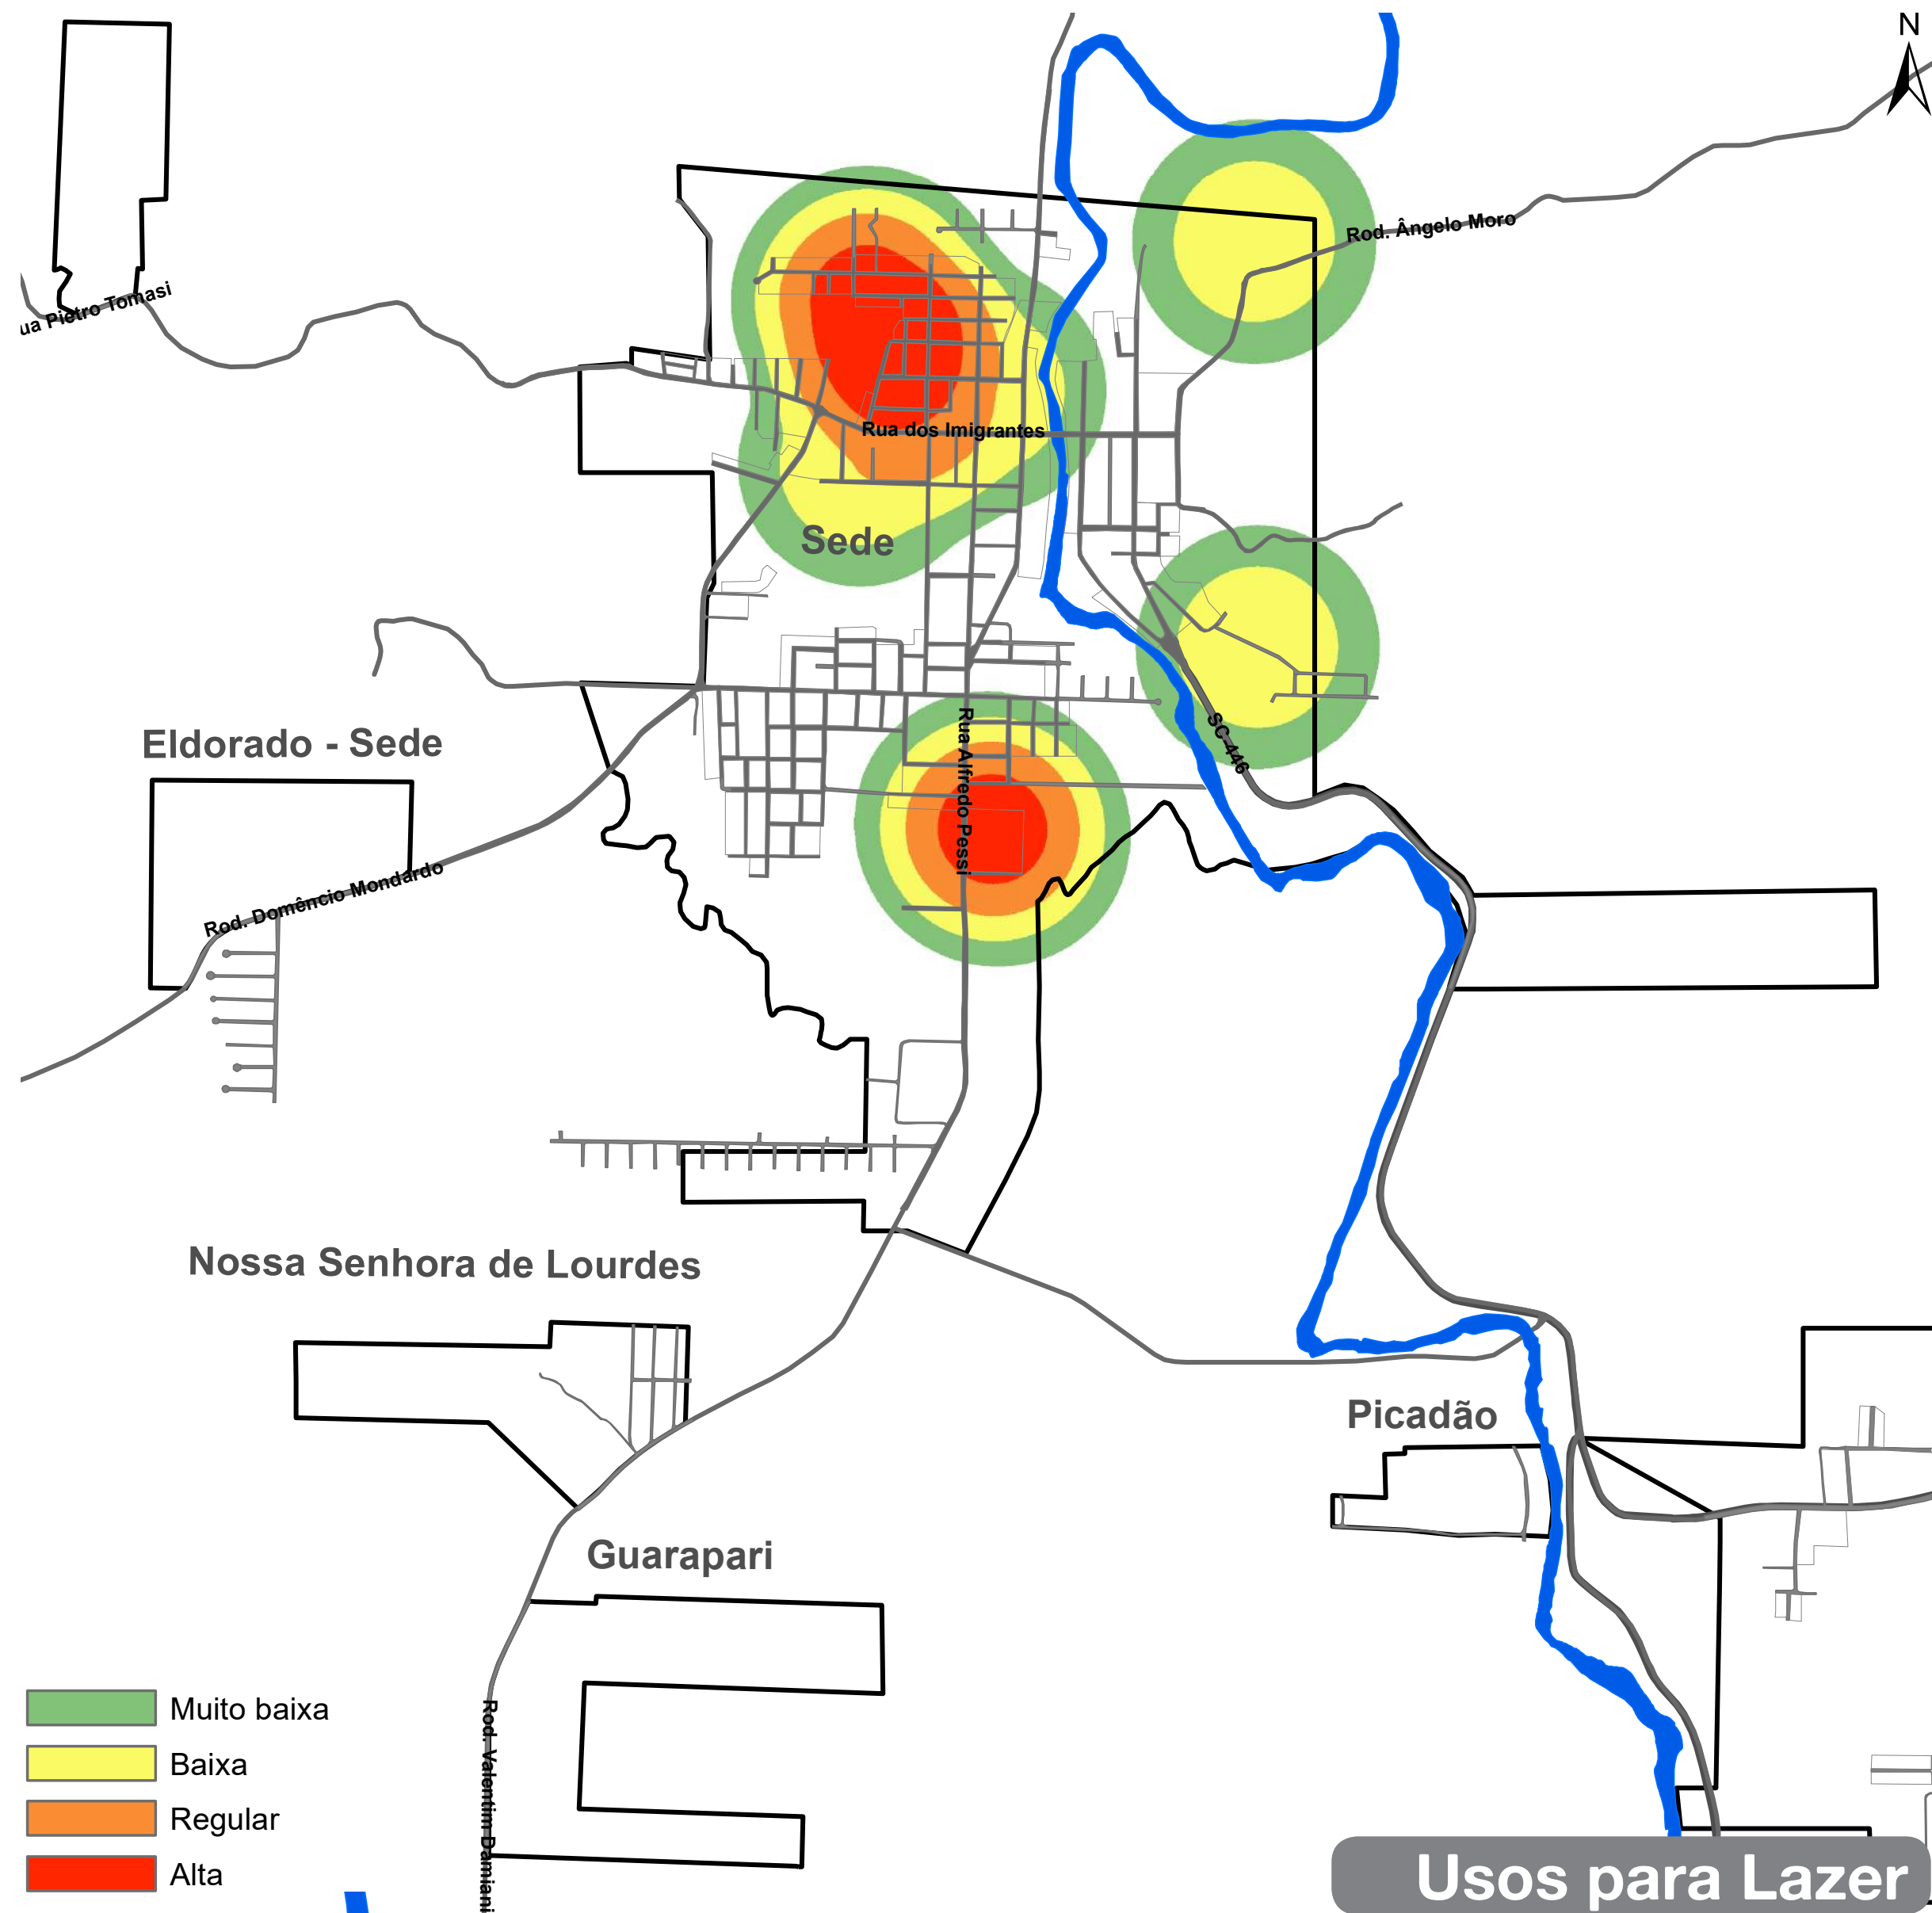 N
Rod. Ângelo Moro
ua Pietro Tomasi
Rua dos Imigrantes
Sede
Eldorado - Sede
Rua Alfredo Pessi
SC 446
Rod. Domêncio Mondardo
Nossa Senhora de Lourdes
Picadão
Guarapari
Rod. Valentim Damiani
Muito baixa
Baixa
Regular
Alta
Usos para Lazer